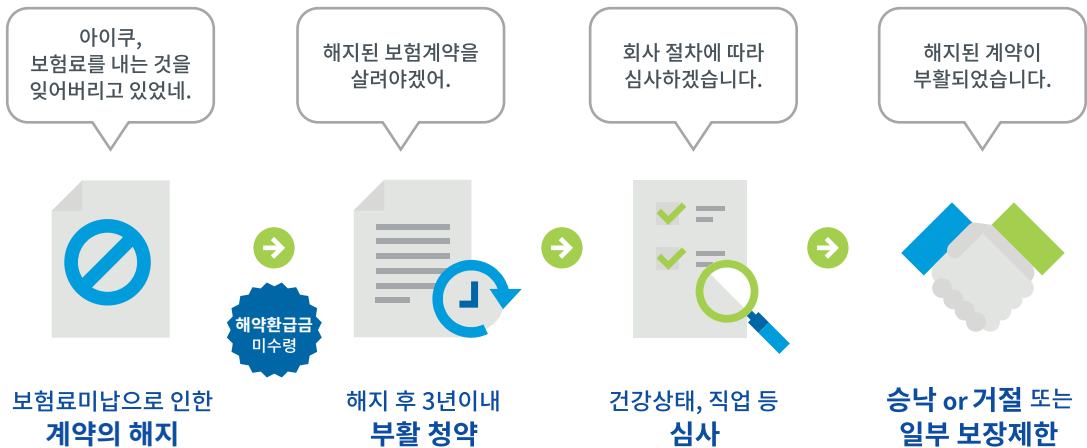 아이쿠,
보험료를 내는 것을
잊어버리고 있었네.
해지된 보험계약을
살려야겠어.
회사 절차에 따라
심사하겠습니다.
해지된 계약이
부활되었습니다.
해약환급금
미수령
보험료미납으로 인한
계약의 해지
해지 후 3년이내
부활 청약
건강상태, 직업 등
심사
승낙 or 거절 또는
일부 보장제한